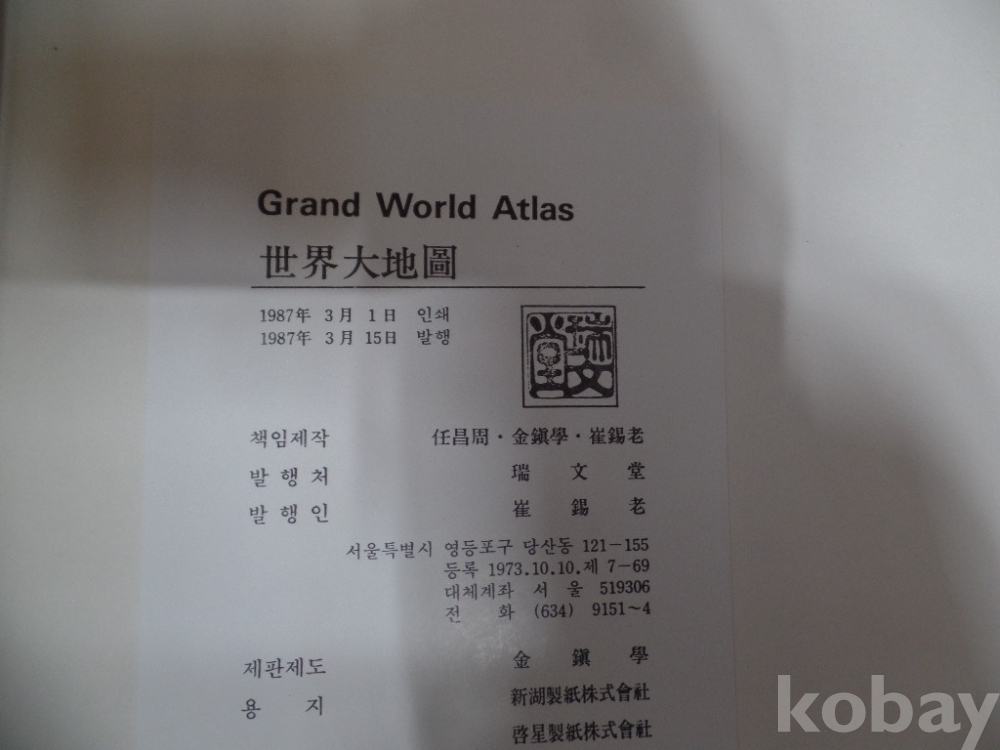 Grand World Atlas
世界大地圖
1987年 3月 1日 인쇄
1987年 3月 15日 발행
瑞文堂
책임제작 任昌周·金鎭學·崔錫老
발행처 瑞文堂
발행인 崔錫老
서울특별시 영등포구 당산동 121-155
등록 1973.10.10.제 7-69
대체계좌 서울 519306
전화 (634) 9151~4
제판제도 金鎭學
용지 新湖製紙株式會社
啓星製紙株式會社
kobay